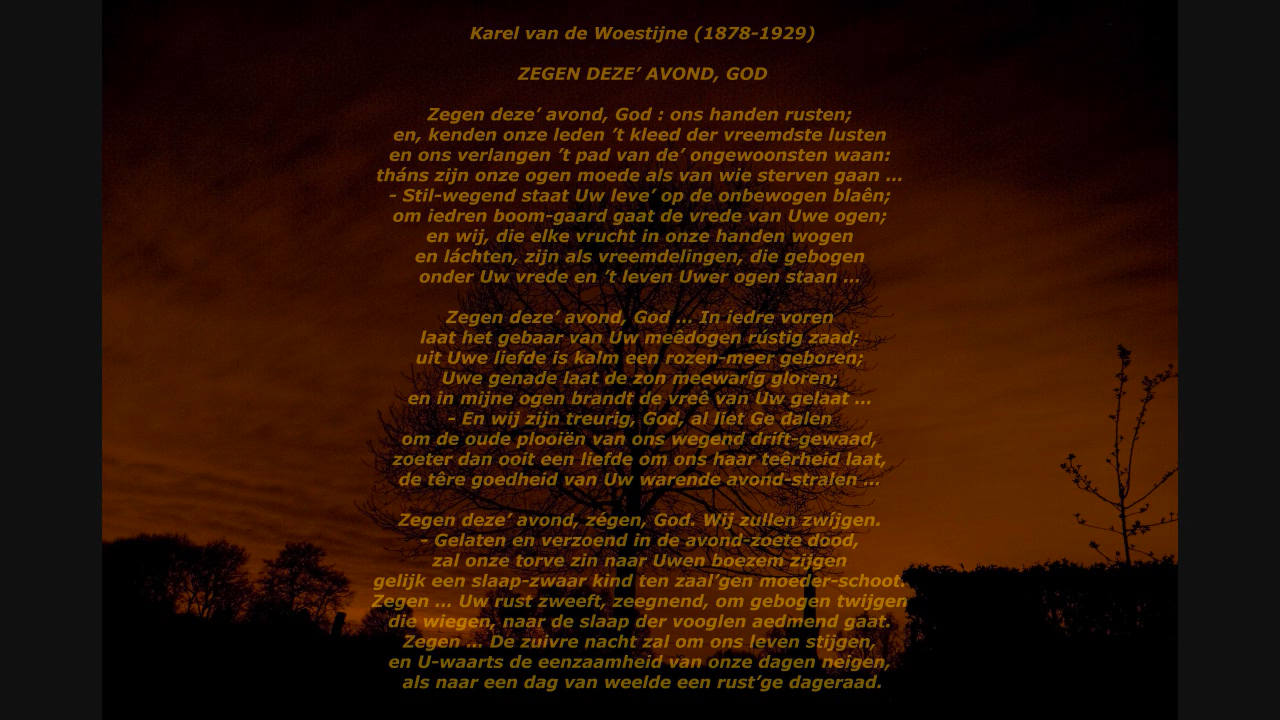 Karel van de Woestijne (1878-1929)
ZEGEN DEZE’ AVOND, GOD
Zegen deze’ avond, God : ons handen rusten;
en, kenden onze leden ’t kleed der vreemdste lusten
en ons verlangen ’t pad van de’ ongewoonsten waan:
tháns zijn onze ogen moede als van wie sterven gaan ...
- Stil-wegend staat Uw leve’ op de onbewogen blaên;
om iedren boom-gaard gaat de vrede van Uwe ogen;
en wij, die elke vrucht in onze handen wogen
en láchten, zijn als vreemdelingen, die gebogen
onder Uw vrede en ’t leven Uwer ogen staan ...
Zegen deze’ avond, God ... In iedre voren
laat het gebaar van Uw meêdogen rústig zaad;
uit Uwe liefde is kalm een rozen-meer geboren;
Uwe genade laat de zon meewarig gloren;
en in mijne ogen brandt de vreê van Uw gelaat ...
- En wij zijn treurig, God, al liet Ge dalen
om de oude plooiën van ons wegend drift-gewaad,
zoeter dan ooit een liefde om ons haar teêrheid laat,
de têre goedheid van Uw warende avond-stralen ...
Zegen deze’ avond, zégen, God. Wij zullen zwíjgen.
- Gelaten en verzoend in de avond-zoete dood,
zal onze torve zin naar Uwen boezem zijgen
gelijk een slaap-zwaar kind ten zaal’gen moeder-schoot.
Zegen ... Uw rust zweeft, zeegnend, om gebogen twijgen
die wiegen, naar de slaap der vooglen aedmend gaat.
Zegen ... De zuivre nacht zal om ons leven stijgen,
en U-waarts de eenzaamheid van onze dagen neigen,
als naar een dag van weelde een rust’ge dageraad.